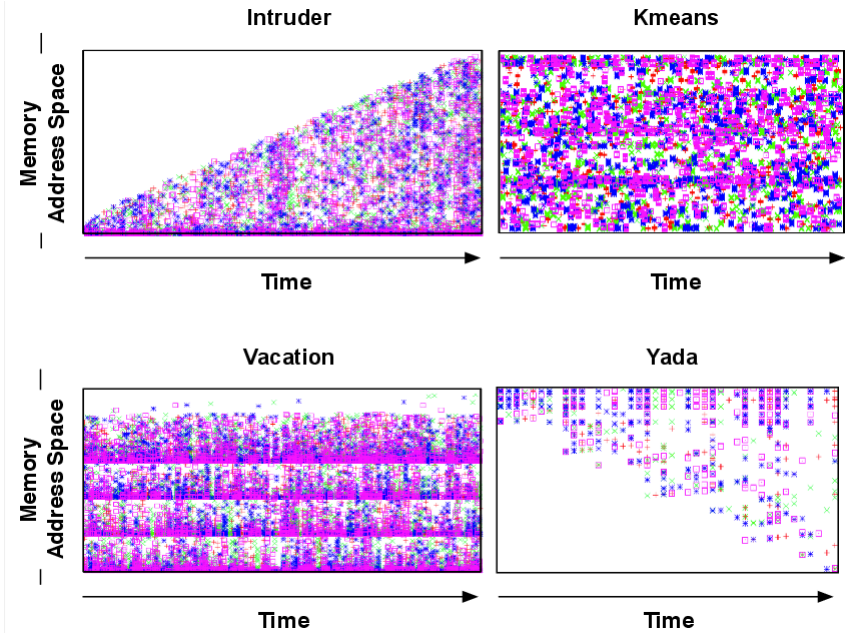 Intruder
Kmeans
Memory
Address Space
Time
Time
Vacation
Yada
Memory
Address Space
Time
Time